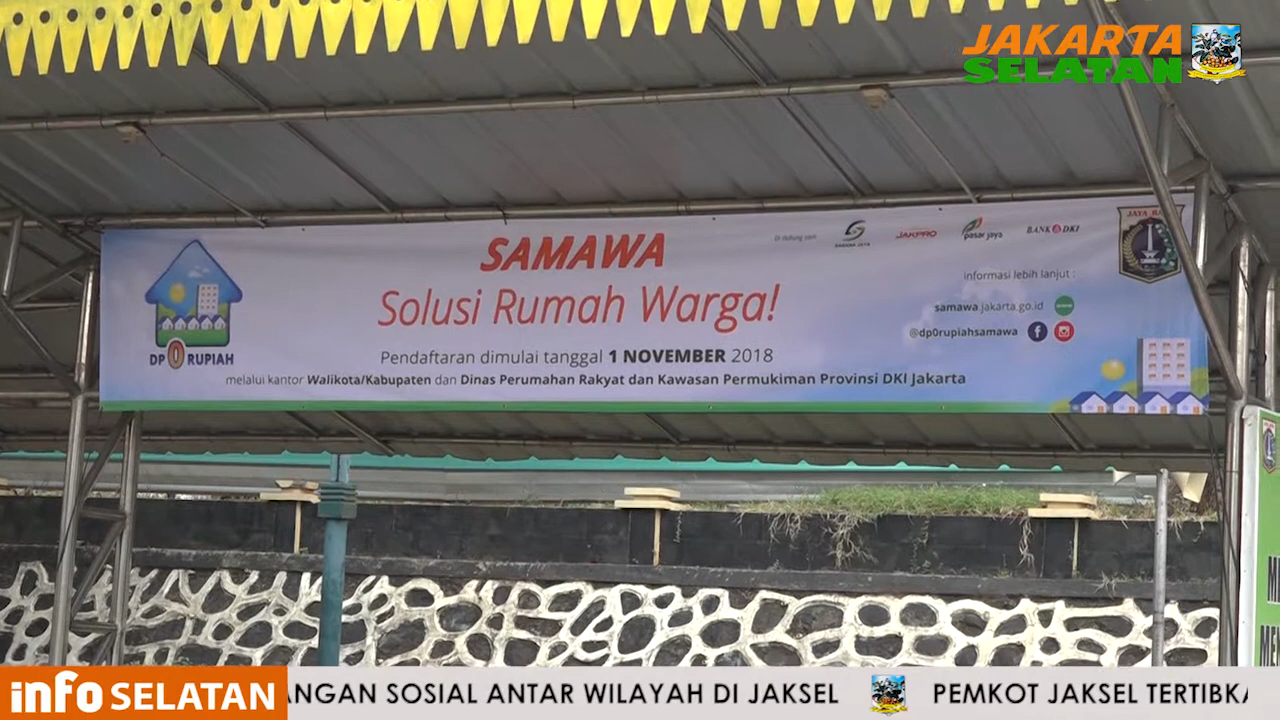 JAKARTA
SELATAN
SAMAWA
Solusi Rumah Warga!
Pendaftaran dimulai tanggal 1 NOVEMBER 2018
melalui kantor Walikota/Kabupaten dan Dinas Perumahan Rakyat dan Kawasan Permukiman Provinsi DKI Jakarta
DP 0 RUPIAH
JAKPRO
pasar jaya
BANK DKI
JAYA RAYA
informasi lebih lanjut :
samawa.jakarta.go.id
@dp0rupiahsamawa
info SELATAN
ANGAN SOSIAL ANTAR WILAYAH DI JAKSEL
PEMKOT JAKSEL TERTIBKA